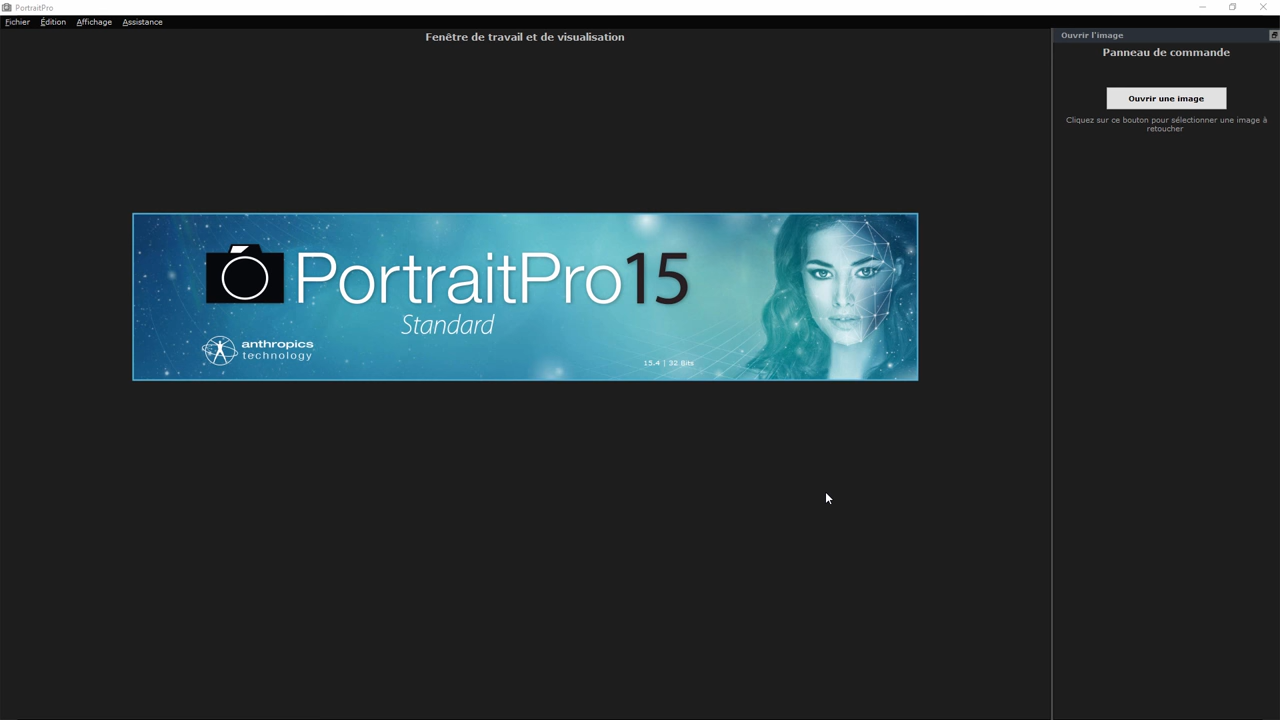 PortraitPro
Fichier Édition Affichage Assistance
Fenêtre de travail et de visualisation
Ouvrir l'image
Panneau de commande
Ouvrir une image
Cliquez sur ce bouton pour sélectionner une image à
retoucher
PortraitPro15
Standard
anthropics
technology
15.4 | 32 Bits